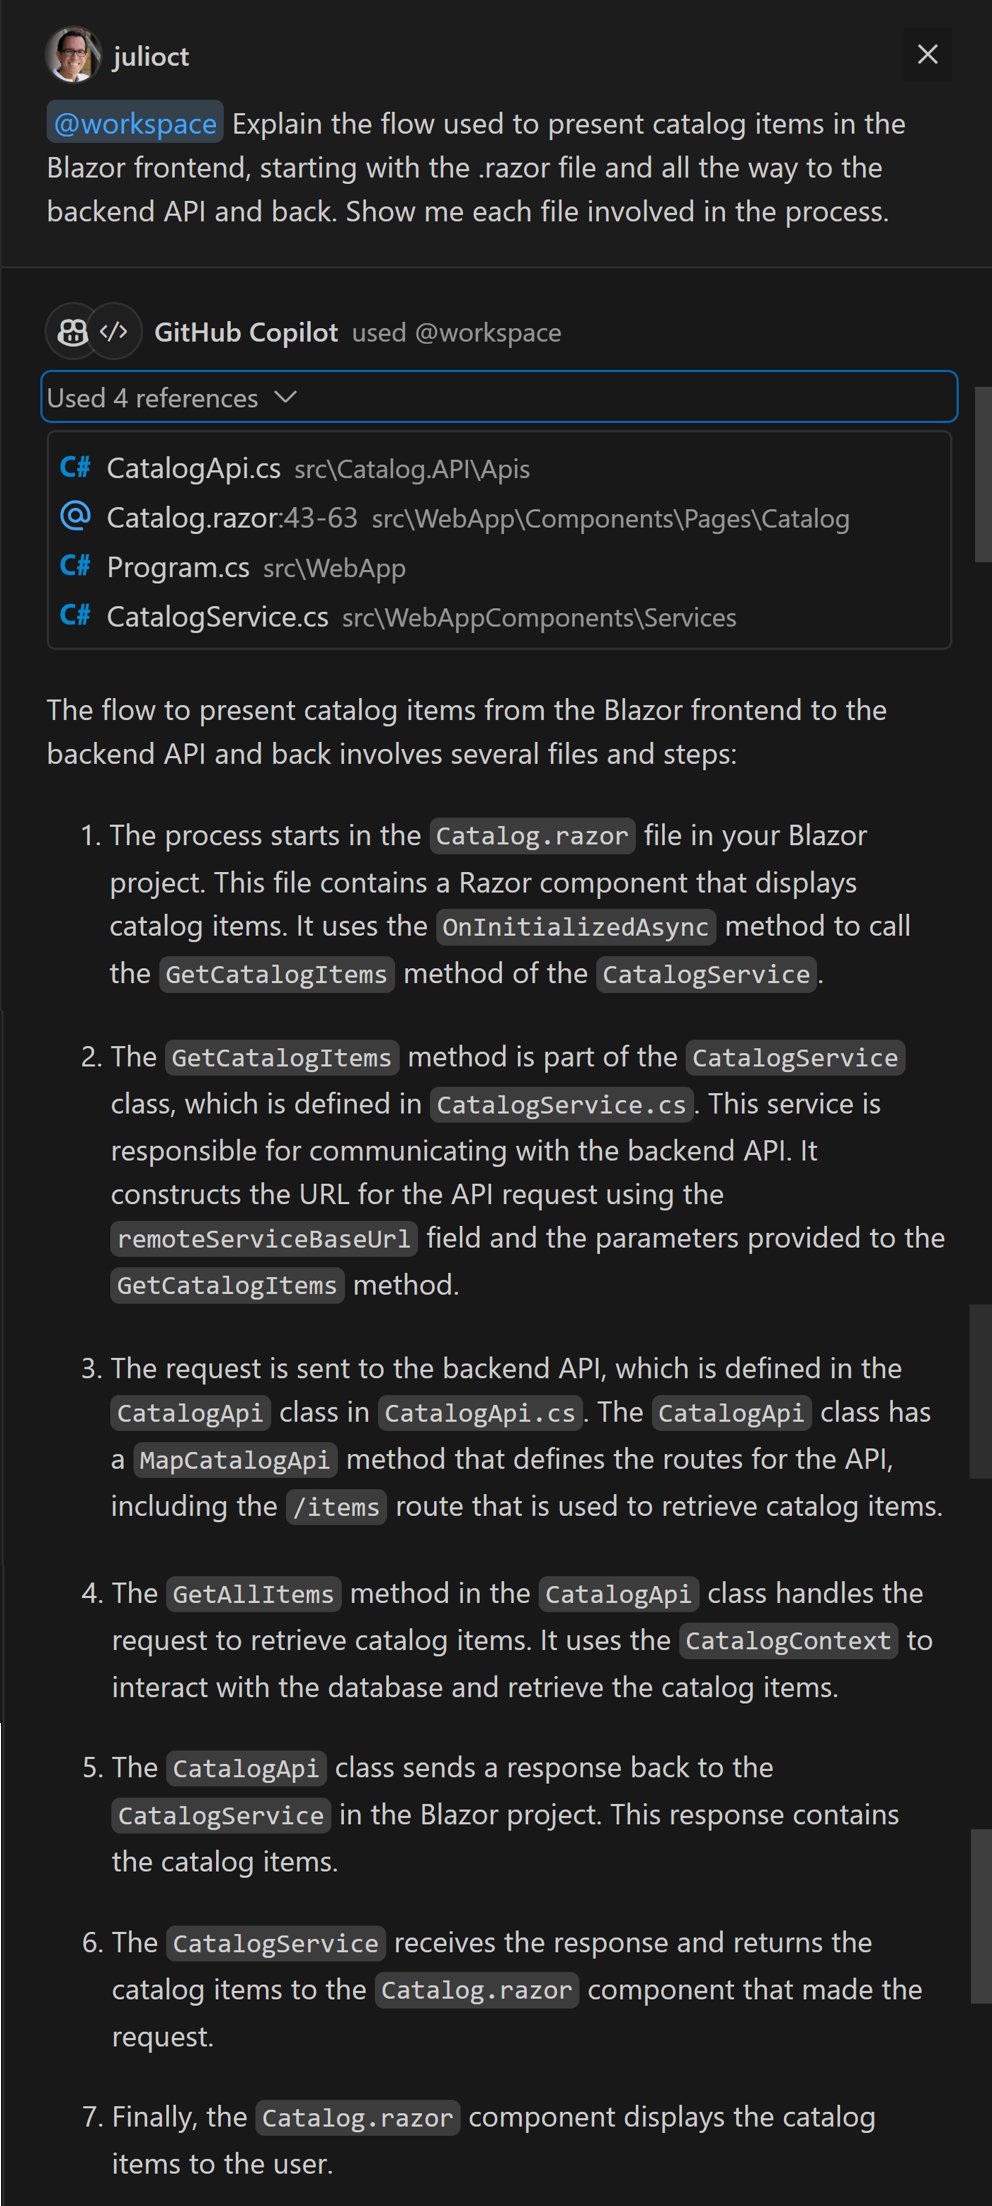 julioct
@workspace Explain the flow used to present catalog items in the
Blazor frontend, starting with the .razor file and all the way to the
backend API and back. Show me each file involved in the process.
GitHub Copilot used @workspace
Used 4 references
C# CatalogApi.cs src\Catalog.API\Apis
@ Catalog.razor:43-63 src\WebApp\Components\Pages\Catalog
C# Program.cs src\WebApp
C# CatalogService.cs src\WebAppComponents\Services
The flow to present catalog items from the Blazor frontend to the
backend API and back involves several files and steps:
1. The process starts in the Catalog.razor file in your Blazor
project. This file contains a Razor component that displays
catalog items. It uses the OnInitializedAsync method to call
the GetCatalogItems method of the CatalogService.
2. The GetCatalogItems method is part of the CatalogService
class, which is defined in CatalogService.cs. This service is
responsible for communicating with the backend API. It
constructs the URL for the API request using the
remoteServiceBaseUrl field and the parameters provided to the
GetCatalogItems method.
3. The request is sent to the backend API, which is defined in the
CatalogApi class in CatalogApi.cs. The CatalogApi class has
a MapCatalogApi method that defines the routes for the API,
including the /items route that is used to retrieve catalog items.
4. The GetAllItems method in the CatalogApi class handles the
request to retrieve catalog items. It uses the CatalogContext to
interact with the database and retrieve the catalog items.
5. The CatalogApi class sends a response back to the
CatalogService in the Blazor project. This response contains
the catalog items.
6. The CatalogService receives the response and returns the
catalog items to the Catalog.razor component that made the
request.
7. Finally, the Catalog.razor component displays the catalog
items to the user.